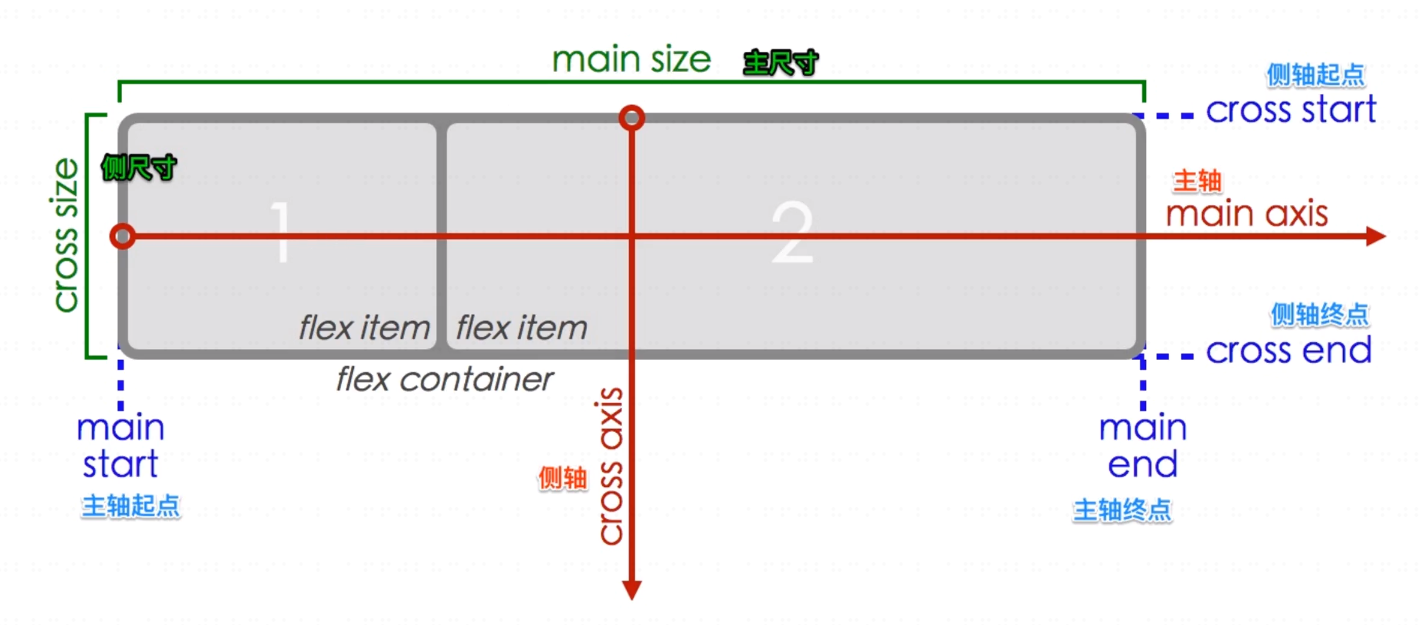 main size 主尺寸
侧轴起点
cross start
侧尺寸
cross size
主轴
main axis
1
2
侧轴终点
cross end
flex item
flex item
flex container
main
start
主轴起点
侧轴
cross axis
main
end
主轴终点